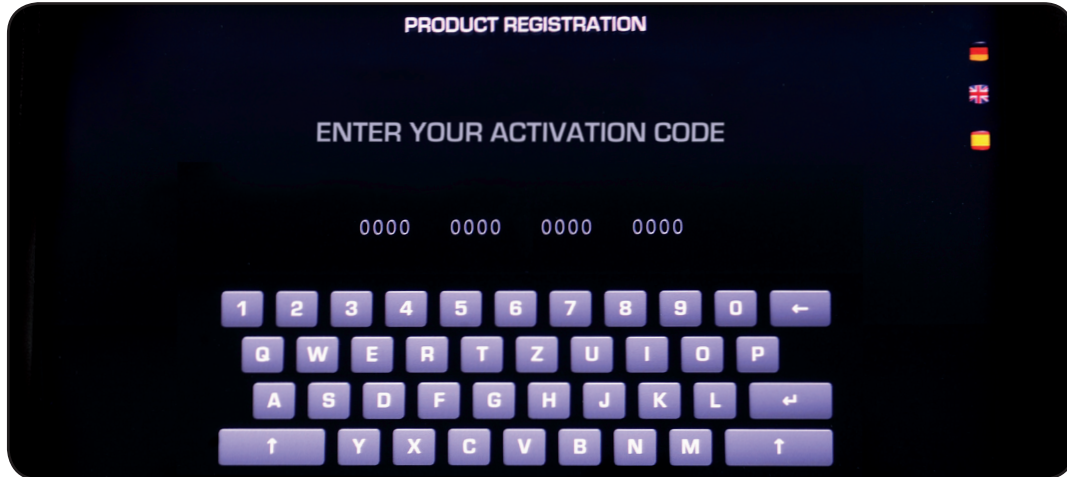 PRODUCT REGISTRATION
ENTER YOUR ACTIVATION CODE
0000 0000 0000 0000
1 2 3 4 5 6 7 8 9 0 ←
Q W E R T Z U I O P
A S D F G H J K L ↵
↑ Y X C V B N M ↑